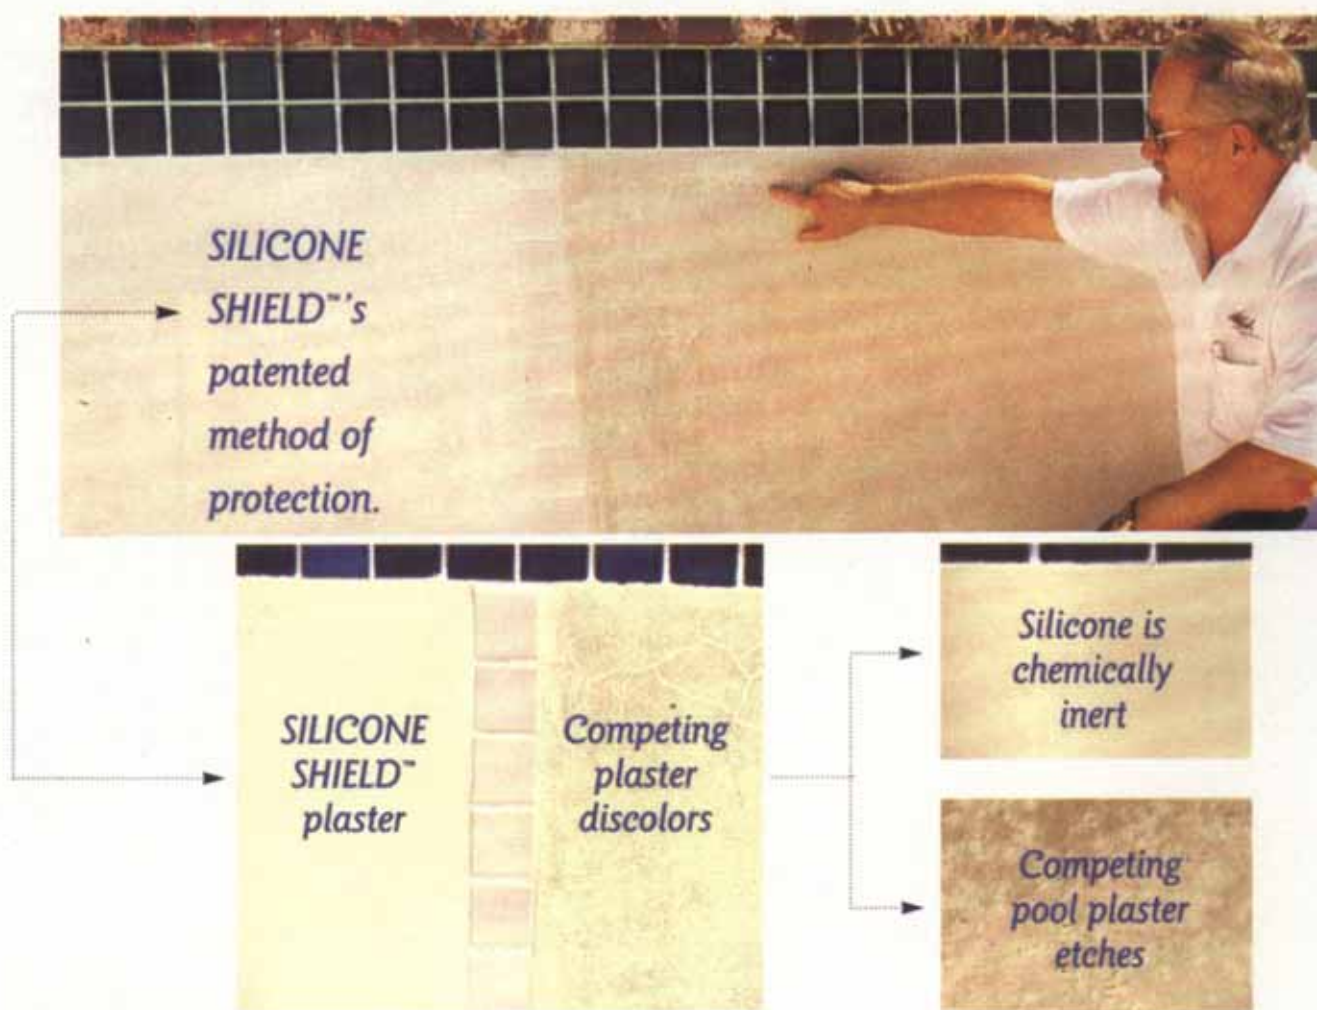 SILICONE
SHIELD™'s
patented
method of
protection.
SILICONE
SHIELD™
plaster
Competing
plaster
discolors
Silicone is
chemically
inert
Competing
pool plaster
etches